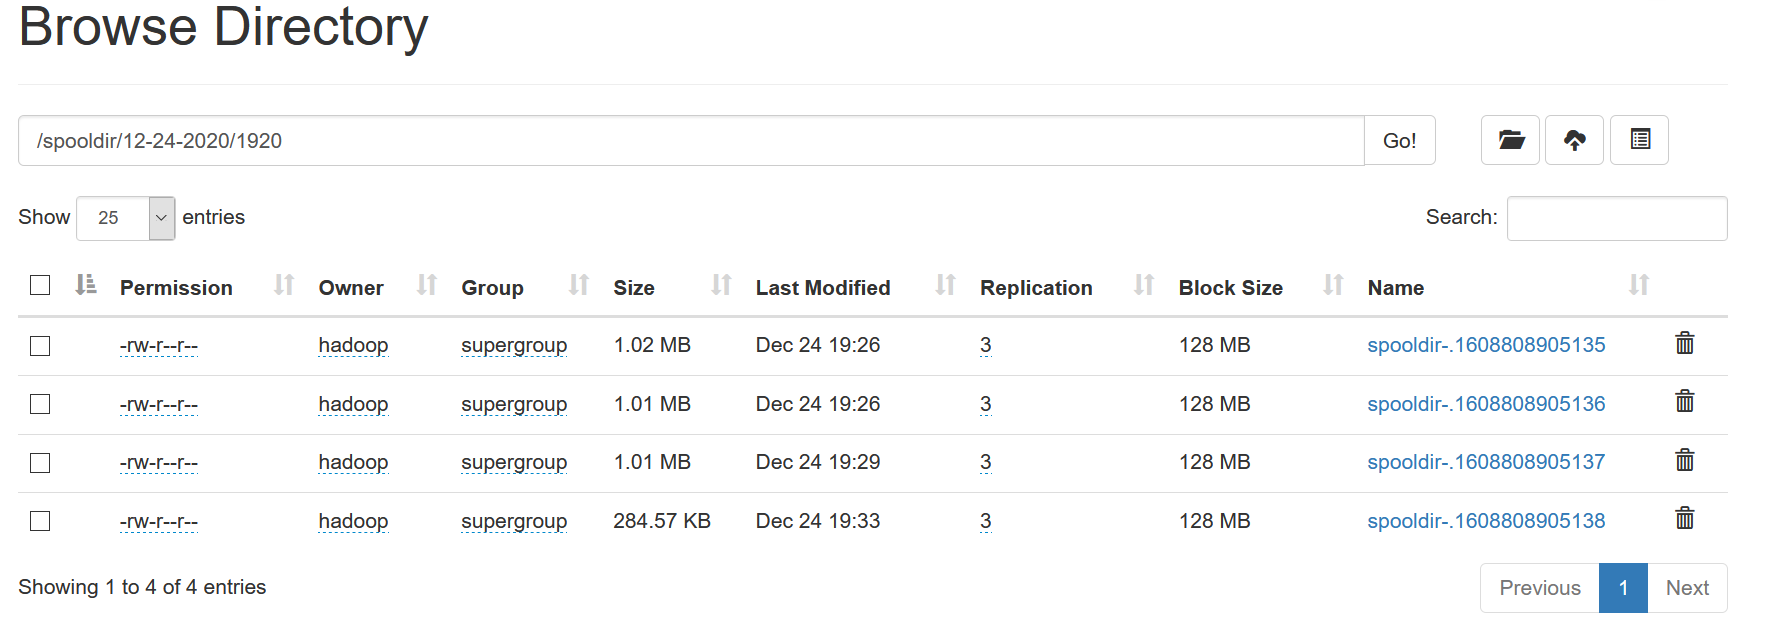 Browse Directory
/spooldir/12-24-2020/1920 Go!
Show 25 entries Search:
Permission Owner Group Size Last Modified Replication Block Size Name
-rw-r--r-- hadoop supergroup 1.02 MB Dec 24 19:26 3 128 MB spooldir-.1608808905135
-rw-r--r-- hadoop supergroup 1.01 MB Dec 24 19:26 3 128 MB spooldir-.1608808905136
-rw-r--r-- hadoop supergroup 1.01 MB Dec 24 19:29 3 128 MB spooldir-.1608808905137
-rw-r--r-- hadoop supergroup 284.57 KB Dec 24 19:33 3 128 MB spooldir-.1608808905138
Showing 1 to 4 of 4 entries Previous 1 Next